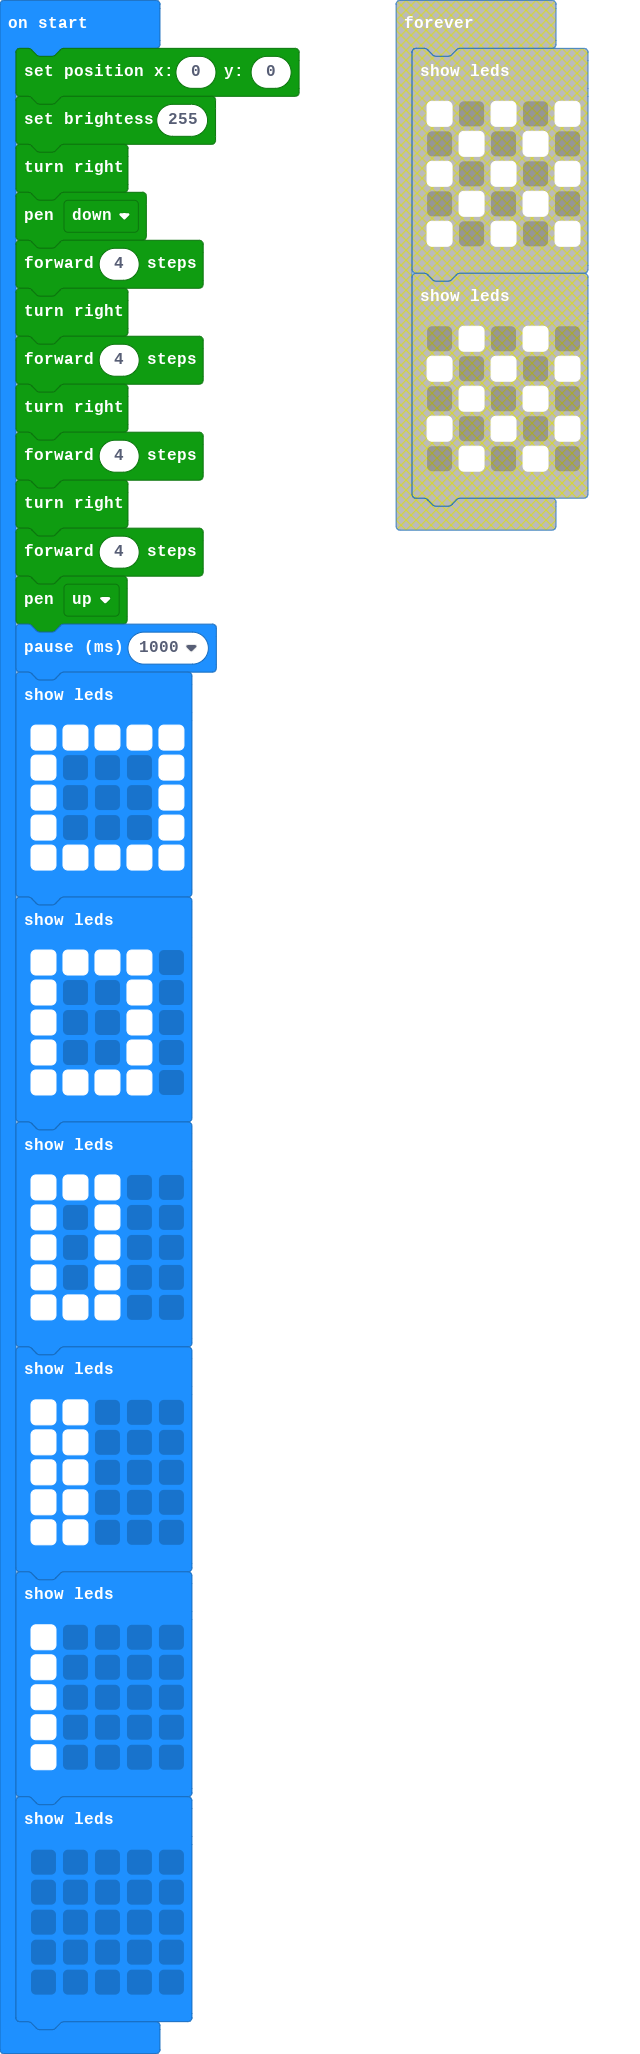 on start
set position x: 0 y: 0
set brightess 255
turn right
pen down
forward 4 steps
turn right
forward 4 steps
turn right
forward 4 steps
turn right
forward 4 steps
pen up
pause (ms) 1000
show leds
show leds
show leds
show leds
show leds
show leds
forever
show leds
show leds